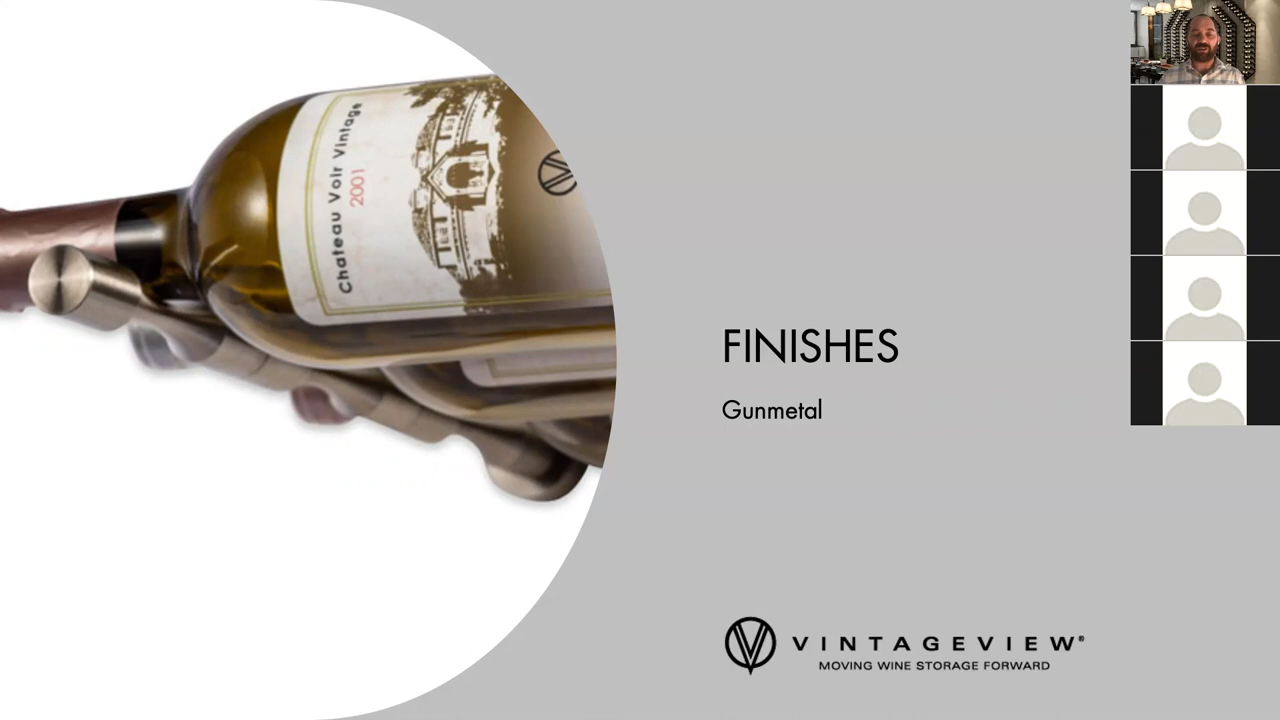 Chateau Voir Vintage
2001
FINISHES
Gunmetal
VINTAGEVIEW®
MOVING WINE STORAGE FORWARD